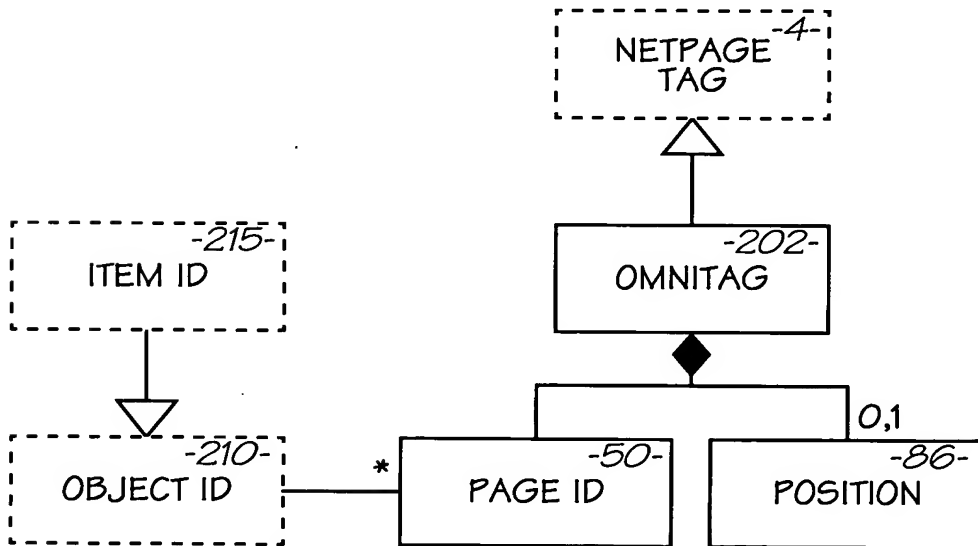 -4-
NETPAGE
TAG
-215-
ITEM ID
-202-
OMNITAG
0,1
-210-
OBJECT ID
*
-50-
PAGE ID
-86-
POSITION